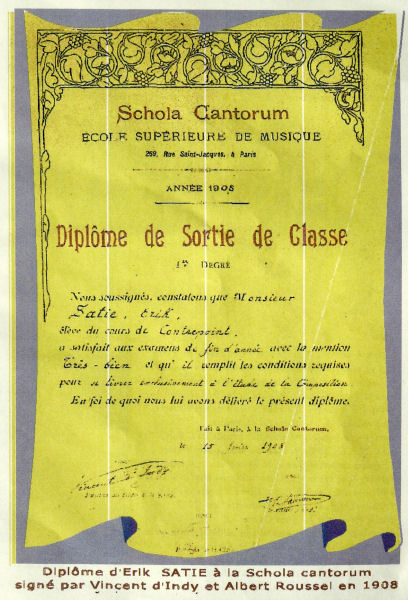 Schola Cantorum
ECOLE SUPÉRIEURE DE MUSIQUE
269, Rue Saint-Jacques, à Paris
ANNÉE 1908
Diplôme de Sortie de Classe
1er DEGRÉ
Nous soussignés, constatons que Monsieur
Satie, Erik,
élève du cours de Contrepoint,
a satisfait aux examens de fin d'année avec la mention
Très-bien et qu'il remplit les conditions requises
pour se livrer exclusivement à l'étude de la Composition.
En foi de quoi nous lui avons délivré le présent diplôme.
Fait à Paris, à la Schola Cantorum,
le 15 1908
Vincent d'Indy
Diplôme d'Erik SATIE à la Schola cantorum
signé par Vincent d'Indy et Albert Roussel en 1908